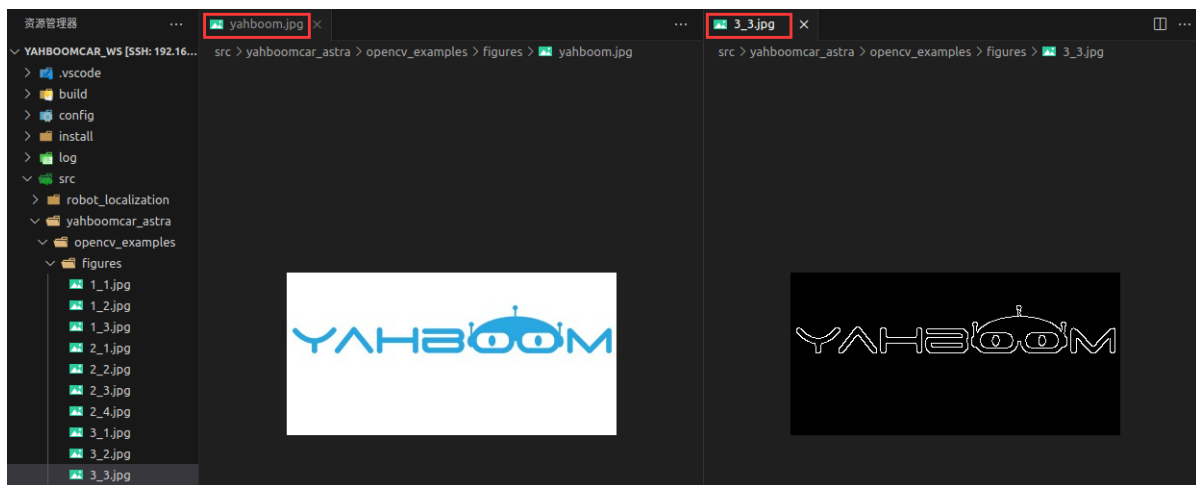 资源管理器 ...
YAHBOOMCAR_WS [SSH: 192.16...
.vscode
build
config
install
log
src
robot_localization
yahboomcar_astra
opencv_examples
figures
1_1.jpg
1_2.jpg
1_3.jpg
2_1.jpg
2_2.jpg
2_3.jpg
2_4.jpg
3_1.jpg
3_2.jpg
3_3.jpg
yahboom.jpg × ...
src > yahboomcar_astra > opencv_examples > figures > yahboom.jpg
YAHBOOM
3_3.jpg × ...
src > yahboomcar_astra > opencv_examples > figures > 3_3.jpg
YAHBOOM